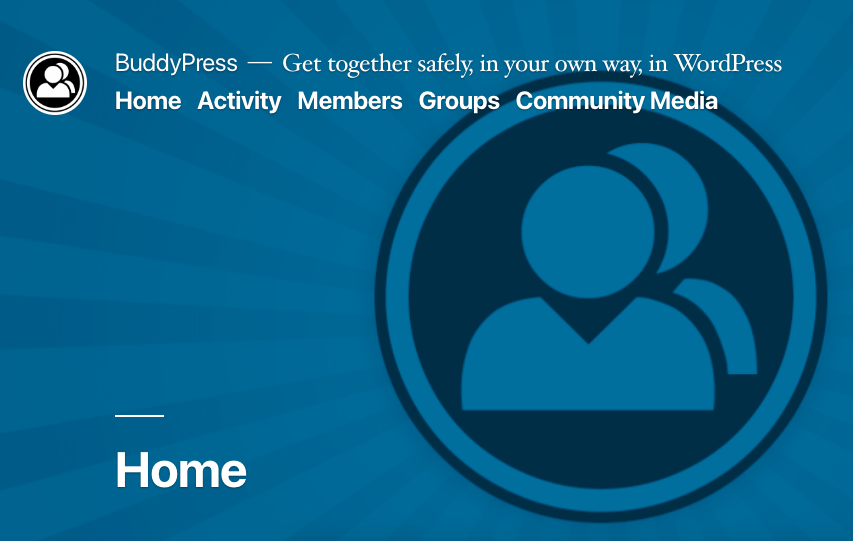 BuddyPress — Get together safely, in your own way, in WordPress
Home Activity Members Groups Community Media
Home